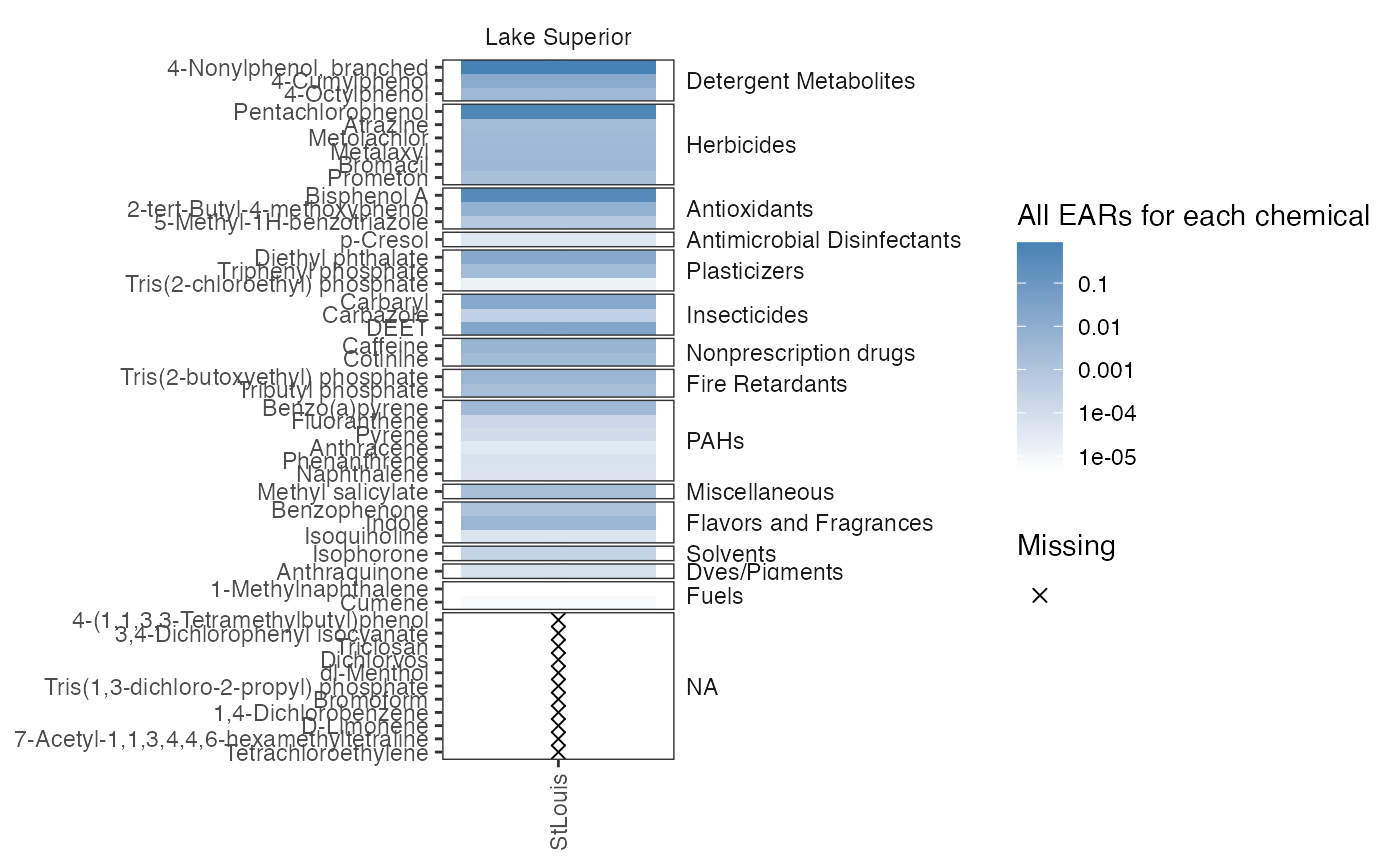 Lake Superior
4-Nonylphenol, branched
4-Cumylphenol
4-Octylphenol
Detergent Metabolites
Pentachlorophenol
Atrazine
Metolachlor
Metalaxyl
Bromacil
Prometon
Herbicides
Bisphenol A
2-tert-Butyl-4-methoxyphenol
5-Methyl-1H-benzotriazole
Antioxidants
p-Cresol
Antimicrobial Disinfectants
Diethyl phthalate
Triphenyl phosphate
Tris(2-chloroethyl) phosphate
Plasticizers
Carbaryl
Carbazole
DEET
Insecticides
Caffeine
Cotinine
Nonprescription drugs
Tris(2-butoxyethyl) phosphate
Tributyl phosphate
Fire Retardants
Benzo(a)pyrene
Fluoranthene
Pyrene
Anthracene
Phenanthrene
Naphthalene
PAHs
Methyl salicylate
Miscellaneous
Benzophenone
Indole
Isoquinoline
Flavors and Fragrances
Isophorone
Solvents
Anthraquinone
Dyes/Pigments
1-Methylnaphthalene
Cumene
Fuels
4-(1,1,3,3-Tetramethylbutyl)phenol
3,4-Dichlorophenyl isocyanate
Triclosan
Dichlorvos
dl-Menthol
Tris(1,3-dichloro-2-propyl) phosphate
Bromoform
1,4-Dichlorobenzene
D-Limonene
7-Acetyl-1,1,3,4,4,6-hexamethyltetraline
Tetrachloroethylene
NA
StLouis
All EARs for each chemical
0.1
0.01
0.001
1e-04
1e-05
Missing